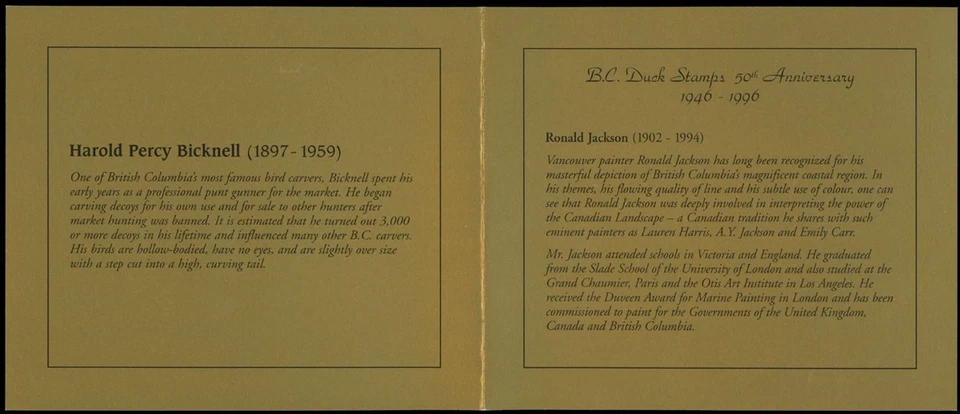 Harold Percy Bicknell (1897-1959)
One of British Columbia's most famous bird carvers, Bicknell spent his
early years as a professional punt gunner for the market. He began
carving decoys for his own use and for sale to other hunters after
market hunting was banned. It is estimated that he turned out 3,000
or more decoys in his lifetime and influenced many other B.C. carvers.
His birds are hollow-bodied, have no eyes, and are slightly over size
with a step cut into a high, curving tail.
B.C. Duck Stamps 50th Anniversary
1946 - 1996
Ronald Jackson (1902 - 1994)
Vancouver painter Ronald Jackson has long been recognized for his
masterful depiction of British Columbia's magnificent coastal region. In
his themes, his flowing quality of line and his subtle use of colour, one can
see that Ronald Jackson was deeply involved in interpreting the power of
the Canadian Landscape – a Canadian tradition he shares with such
eminent painters as Lauren Harris, A.Y. Jackson and Emily Carr.
Mr. Jackson attended schools in Victoria and England. He graduated
from the Slade School of the University of London and also studied at the
Grand Chaumier, Paris and the Otis Art Institute in Los Angeles. He
received the Duveen Award for Marine Painting in London and has been
commissioned to paint for the Governments of the United Kingdom,
Canada and British Columbia.